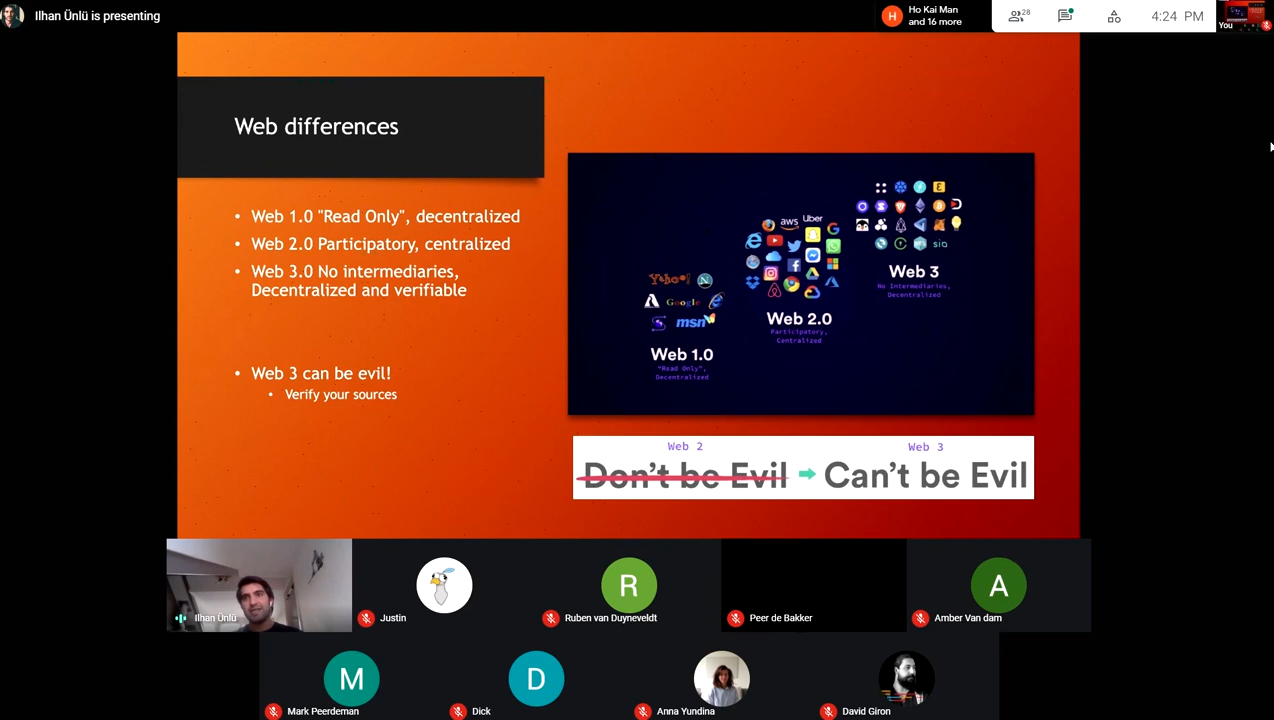 Ilhan Ünlü is presenting
Ho Kai Man
and 16 more
H
28
4:24 PM
You
Web differences
• Web 1.0 "Read Only", decentralized
• Web 2.0 Participatory, centralized
• Web 3.0 No intermediaries,
Decentralized and verifiable
• Web 3 can be evil!
• Verify your sources
Yahoo!
Google
msn
Web 1.0
"Read Only",
Decentralized
aws
Uber
Web 2.0
Participatory,
Centralized
sia
Web 3
No Intermediaries,
Decentralized
Web 2
Web 3
Don't be Evil
Can't be Evil
Ilhan Ünlü
Justin
R
Ruben van Duyneveldt
Peer de Bakker
A
Amber Van dam
M
Mark Peerdeman
D
Dick
Anna Yundina
David Giron